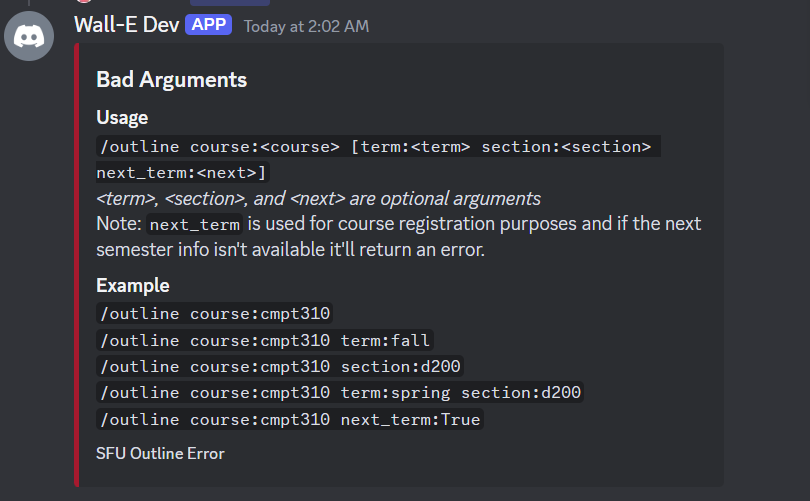 Wall-E Dev APP Today at 2:02 AM
Bad Arguments
Usage
/outline course:<course> [term:<term> section:<section>
next_term:<next>]
<term>, <section>, and <next> are optional arguments
Note: next_term is used for course registration purposes and if the next
semester info isn't available it'll return an error.
Example
/outline course:cmpt310
/outline course:cmpt310 term:fall
/outline course:cmpt310 section:d200
/outline course:cmpt310 term:spring section:d200
/outline course:cmpt310 next_term:True
SFU Outline Error